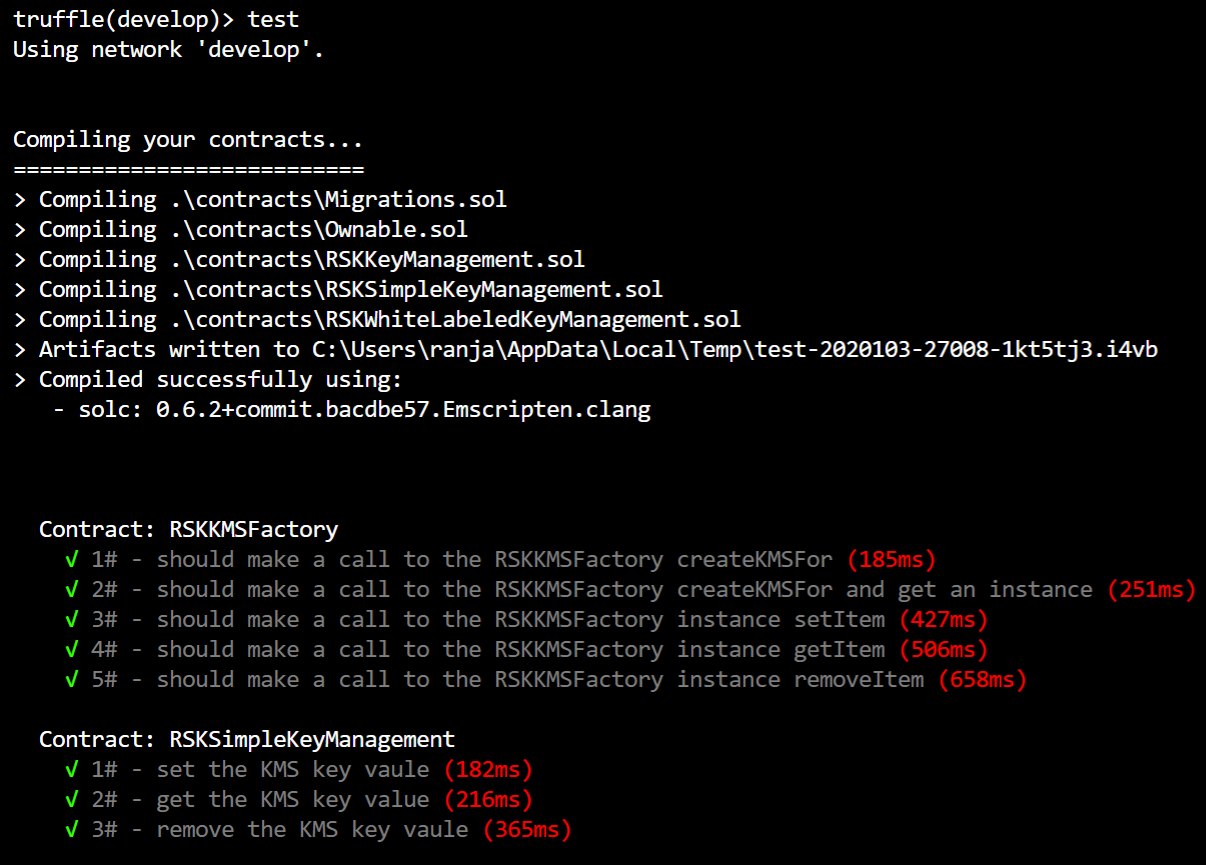 truffle(develop)> test
Using network 'develop'.
Compiling your contracts...
===========================
> Compiling .\contracts\Migrations.sol
> Compiling .\contracts\Ownable.sol
> Compiling .\contracts\RSKKeyManagement.sol
> Compiling .\contracts\RSKSimpleKeyManagement.sol
> Compiling .\contracts\RSKWhiteLabeledKeyManagement.sol
> Artifacts written to C:\Users\ranja\AppData\Local\Temp\test-2020103-27008-1kt5tj3.i4vb
> Compiled successfully using:
- solc: 0.6.2+commit.bacdbe57.Emscripten.clang
Contract: RSKKMSFactory
√ 1# - should make a call to the RSKKMSFactory createKMSFor (185ms)
√ 2# - should make a call to the RSKKMSFactory createKMSFor and get an instance (251ms)
√ 3# - should make a call to the RSKKMSFactory instance setItem (427ms)
√ 4# - should make a call to the RSKKMSFactory instance getItem (506ms)
√ 5# - should make a call to the RSKKMSFactory instance removeItem (658ms)
Contract: RSKSimpleKeyManagement
√ 1# - set the KMS key vaule (182ms)
√ 2# - get the KMS key value (216ms)
√ 3# - remove the KMS key vaule (365ms)